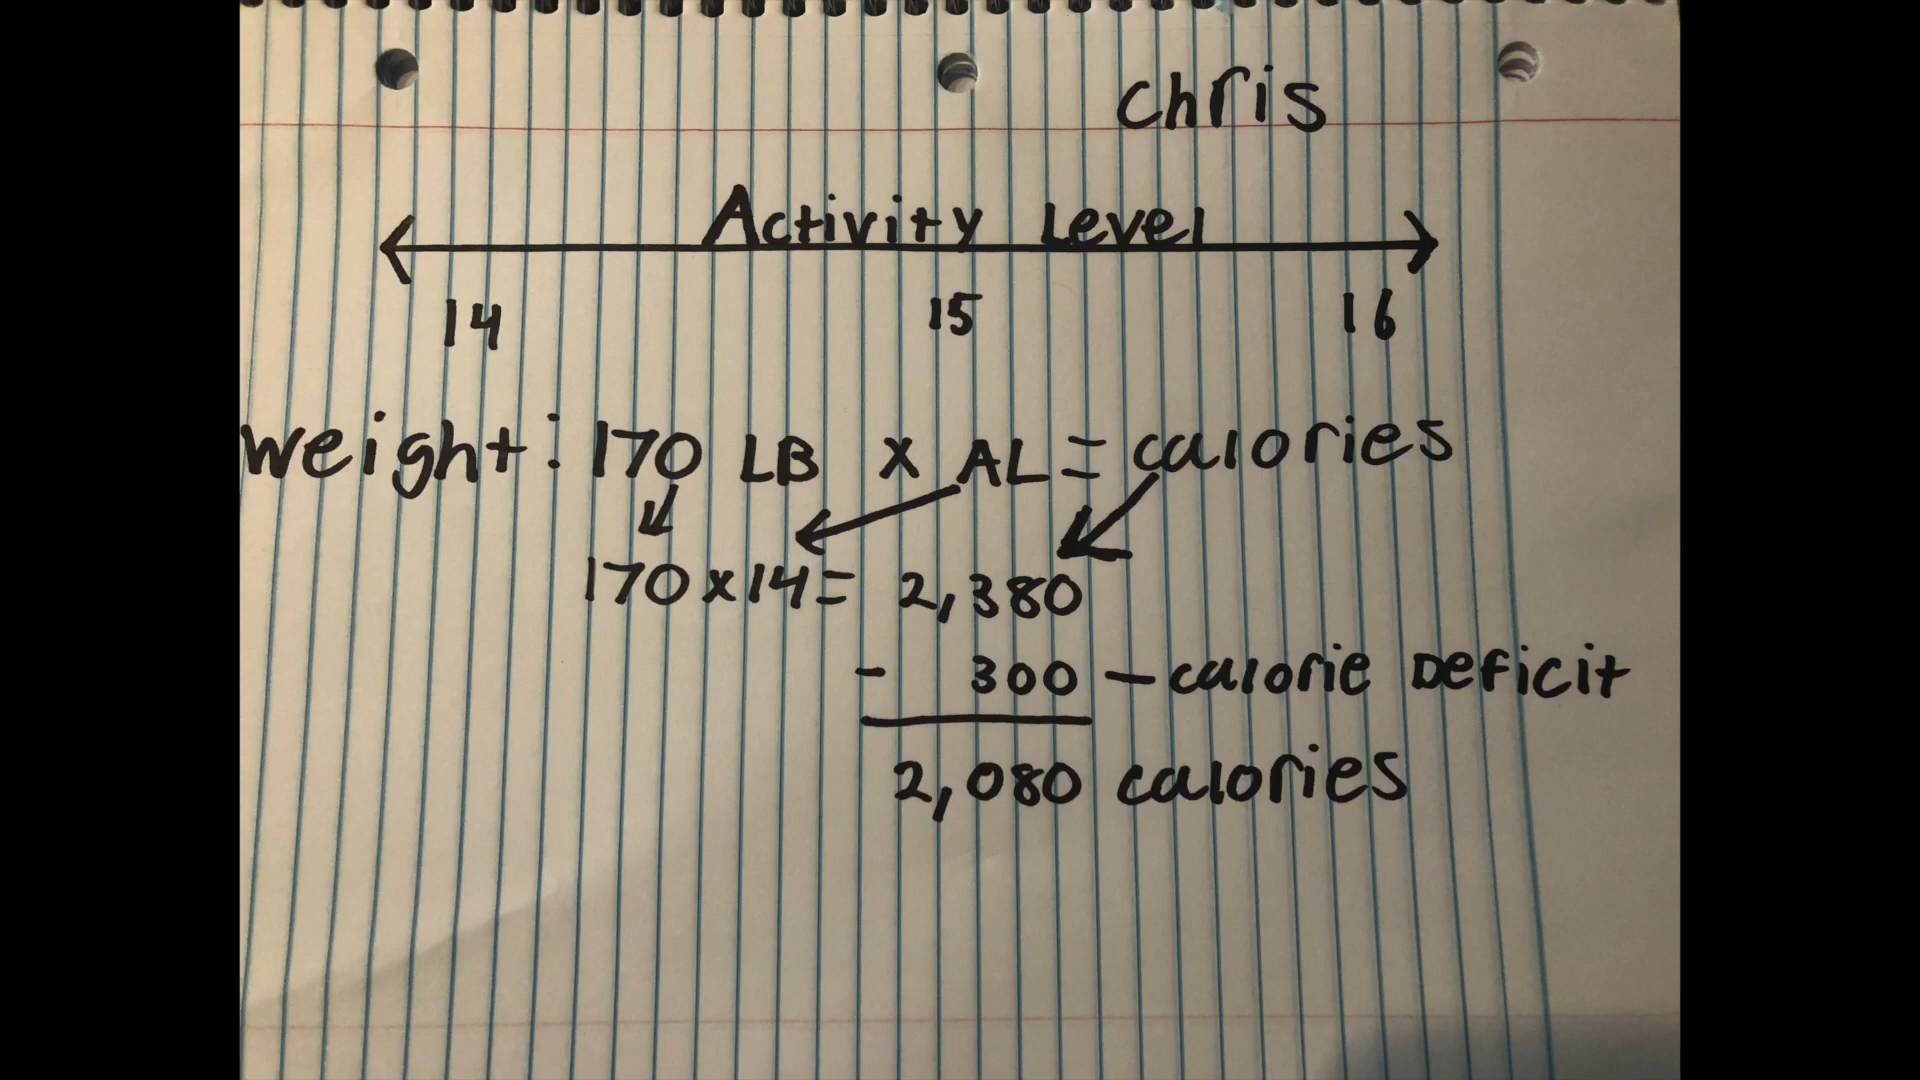 Chris
Activity Level
14 15 16
Weight: 170 LB x AL = calories
170 x 14 = 2,380
- 300 — calorie Deficit
2,080 calories